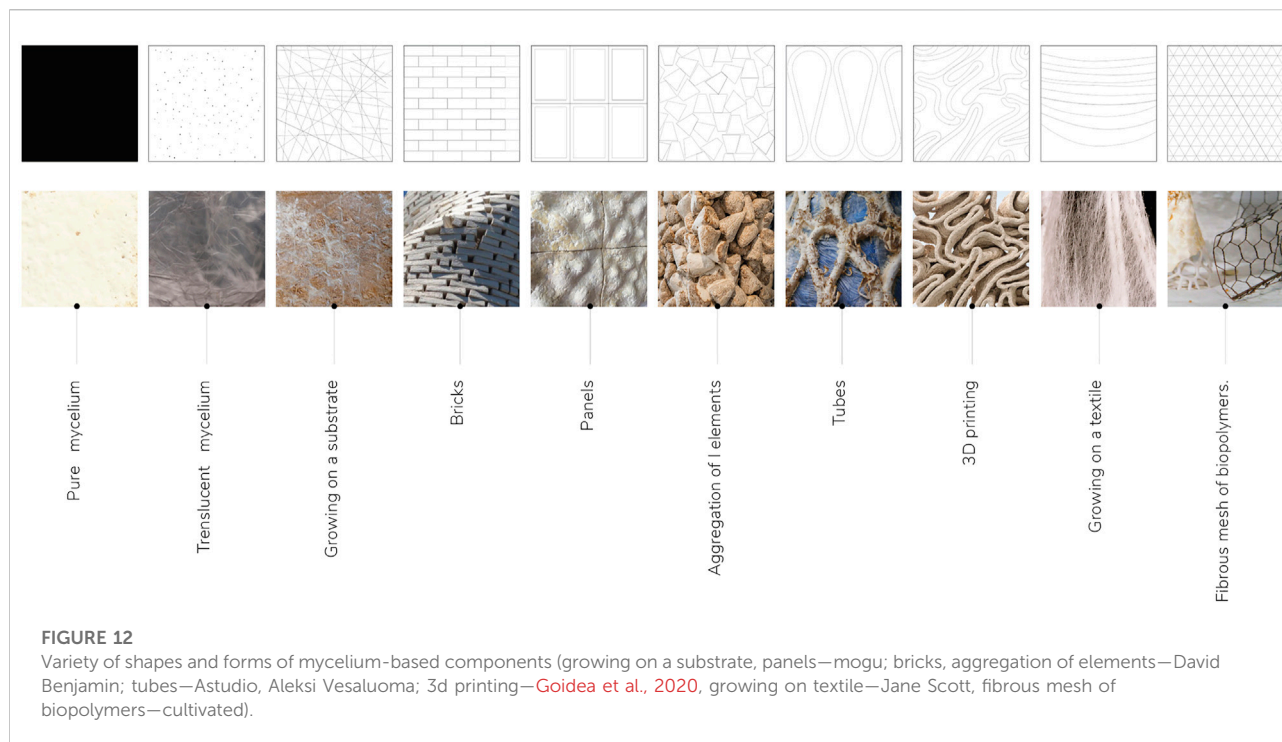 Pure mycelium
Trenslucent mycelium
Growing on a substrate
Bricks
Panels
Aggregation of l elements
Tubes
3D printing
Growing on a textile
Fibrous mesh of biopolymers.
FIGURE 12
Variety of shapes and forms of mycelium-based components (growing on a substrate, panels—mogu; bricks, aggregation of elements—David
Benjamin; tubes—Astudio, Aleksi Vesaluoma; 3d printing—Goidea et al., 2020, growing on textile—Jane Scott, fibrous mesh of
biopolymers—cultivated).